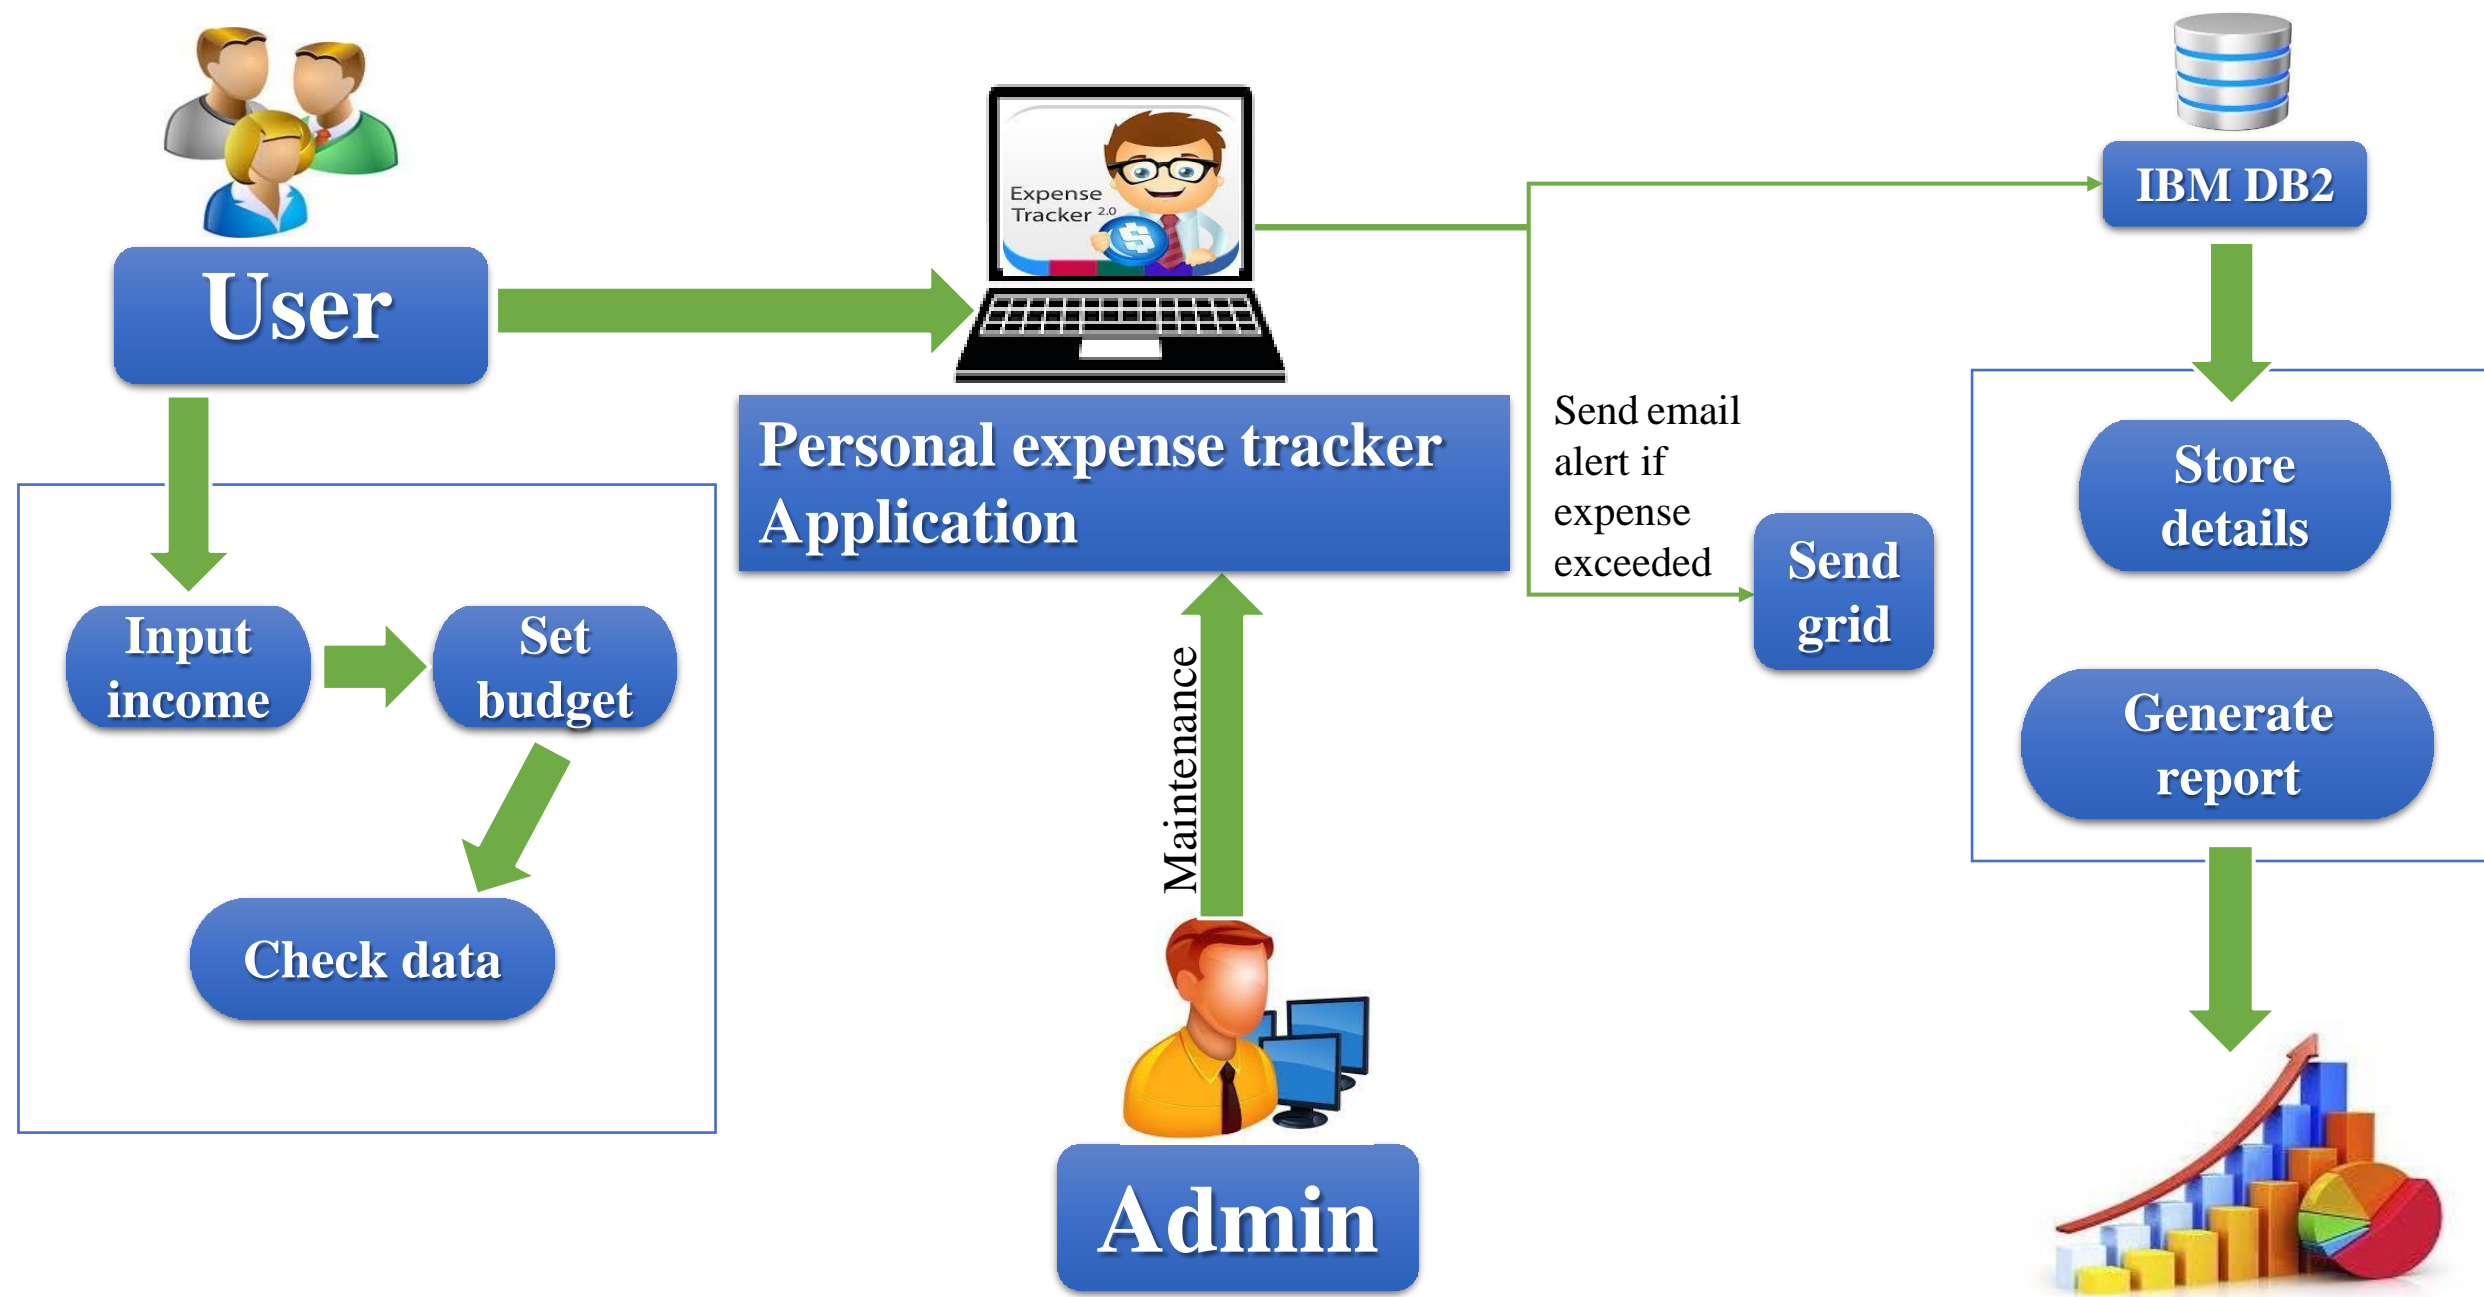 User
Expense
Tracker 2.0
IBM DB2
Personal expense tracker
Application
Send email
alert if
expense
exceeded
Send
grid
Store
details
Input
income
Set
budget
Maintenance
Generate
report
Check data
Admin